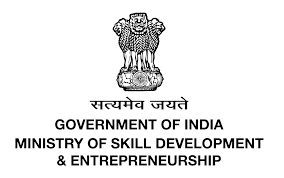 सत्यमेव जयते
GOVERNMENT OF INDIA
MINISTRY OF SKILL DEVELOPMENT
& ENTREPRENEURSHIP